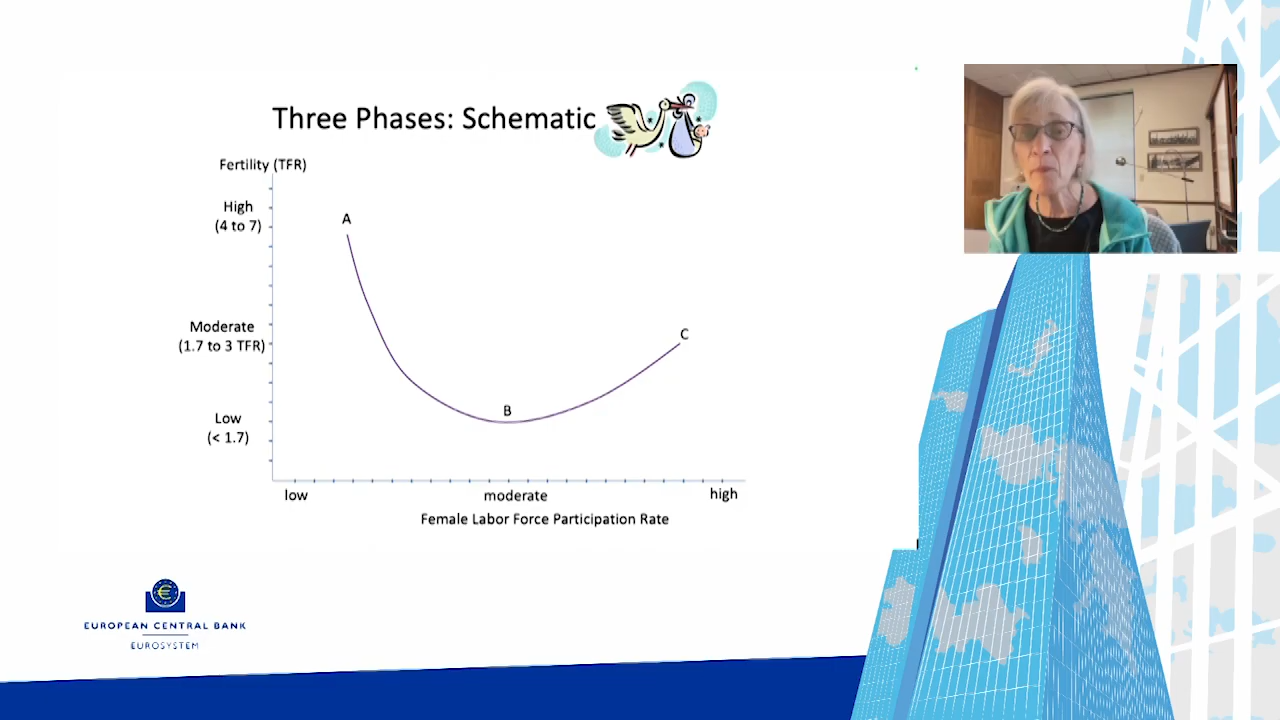 Three Phases: Schematic
Fertility (TFR)
High
(4 to 7)
A
Moderate
(1.7 to 3 TFR)
C
Low
(< 1.7)
B
low
moderate
high
Female Labor Force Participation Rate
€
EUROPEAN CENTRAL BANK
EUROSYSTEM